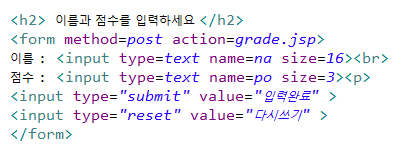 <h2> 이름과 점수를 입력하세요 </h2>
<form method=post action=grade.jsp>
이름 : <input type=text name=na size=16><br>
점수 : <input type=text name=po size=3><p>
<input type="submit" value="입력완료" >
<input type="reset" value="다시쓰기" >
</form>